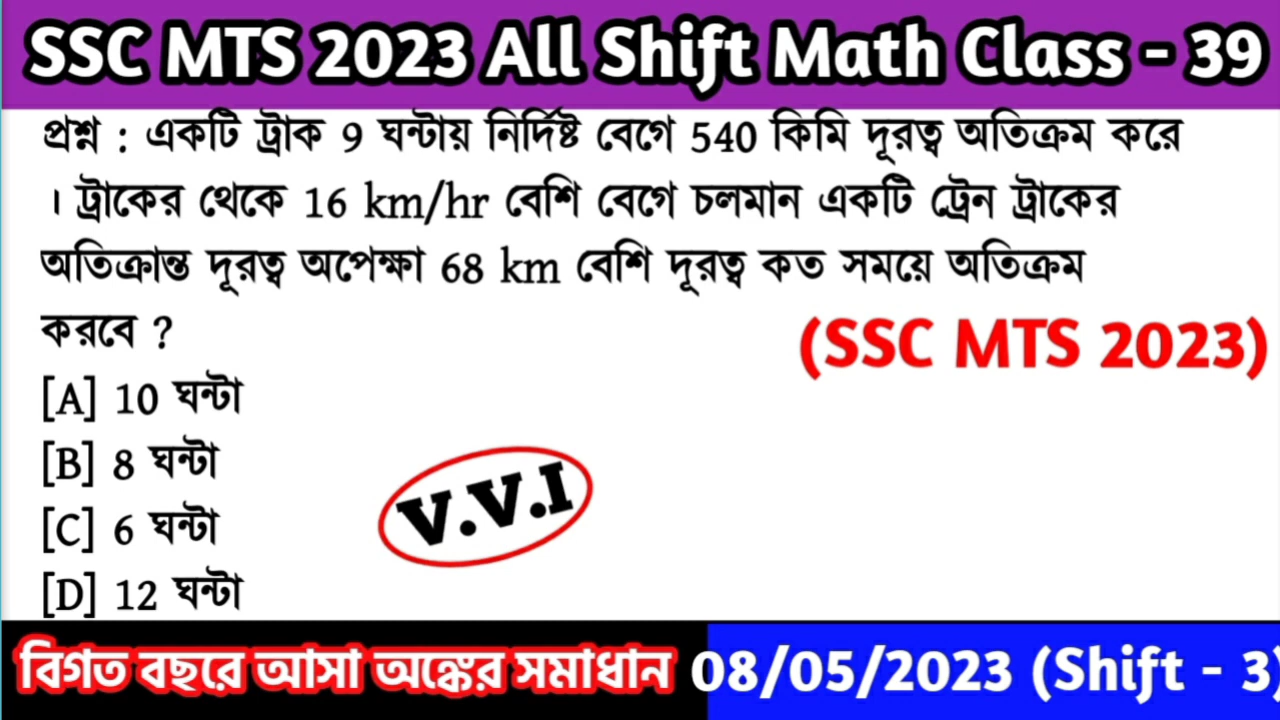 SSC MTS 2023 All Shift Math Class - 39
প্রশ্ন : একটি ট্রাক 9 ঘন্টায় নির্দিষ্ট বেগে 540 কিমি দূরত্ব অতিক্রম করে
। ট্রাকের থেকে 16 km/hr বেশি বেগে চলমান একটি ট্রেন ট্রাকের
অতিক্রান্ত দূরত্ব অপেক্ষা 68 km বেশি দূরত্ব কত সময়ে অতিক্রম
করবে ?
(SSC MTS 2023)
[A] 10 ঘন্টা
[B] 8 ঘন্টা
[C] 6 ঘন্টা
[D] 12 ঘন্টা
V.V.I
বিগত বছরে আসা অঙ্কের সমাধান 08/05/2023 (Shift - 3)